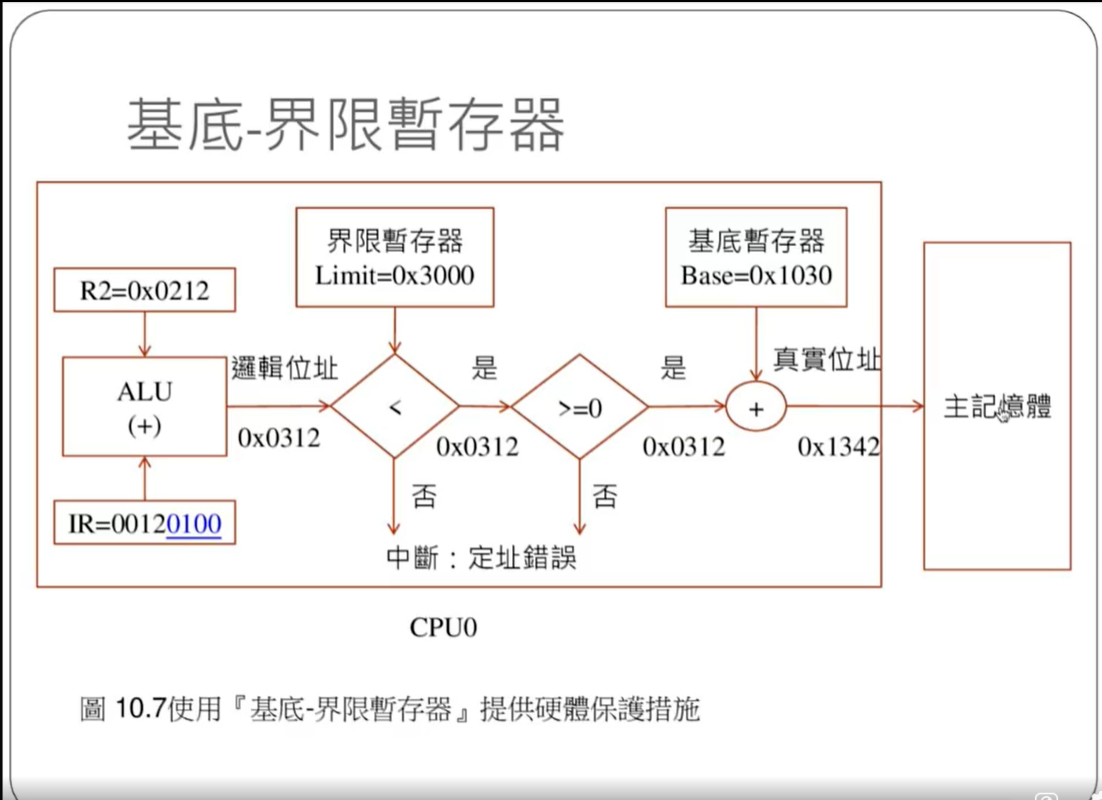 基底-界限暫存器
界限暫存器
Limit=0x3000
基底暫存器
Base=0x1030
R2=0x0212
ALU
(+)
IR=00120100
邏輯位址
0x0312
<
是
0x0312
否
>=0
是
0x0312
否
+
真實位址
0x1342
主記憶體
中斷：定址錯誤
CPU0
圖 10.7使用『基底-界限暫存器』提供硬體保護措施